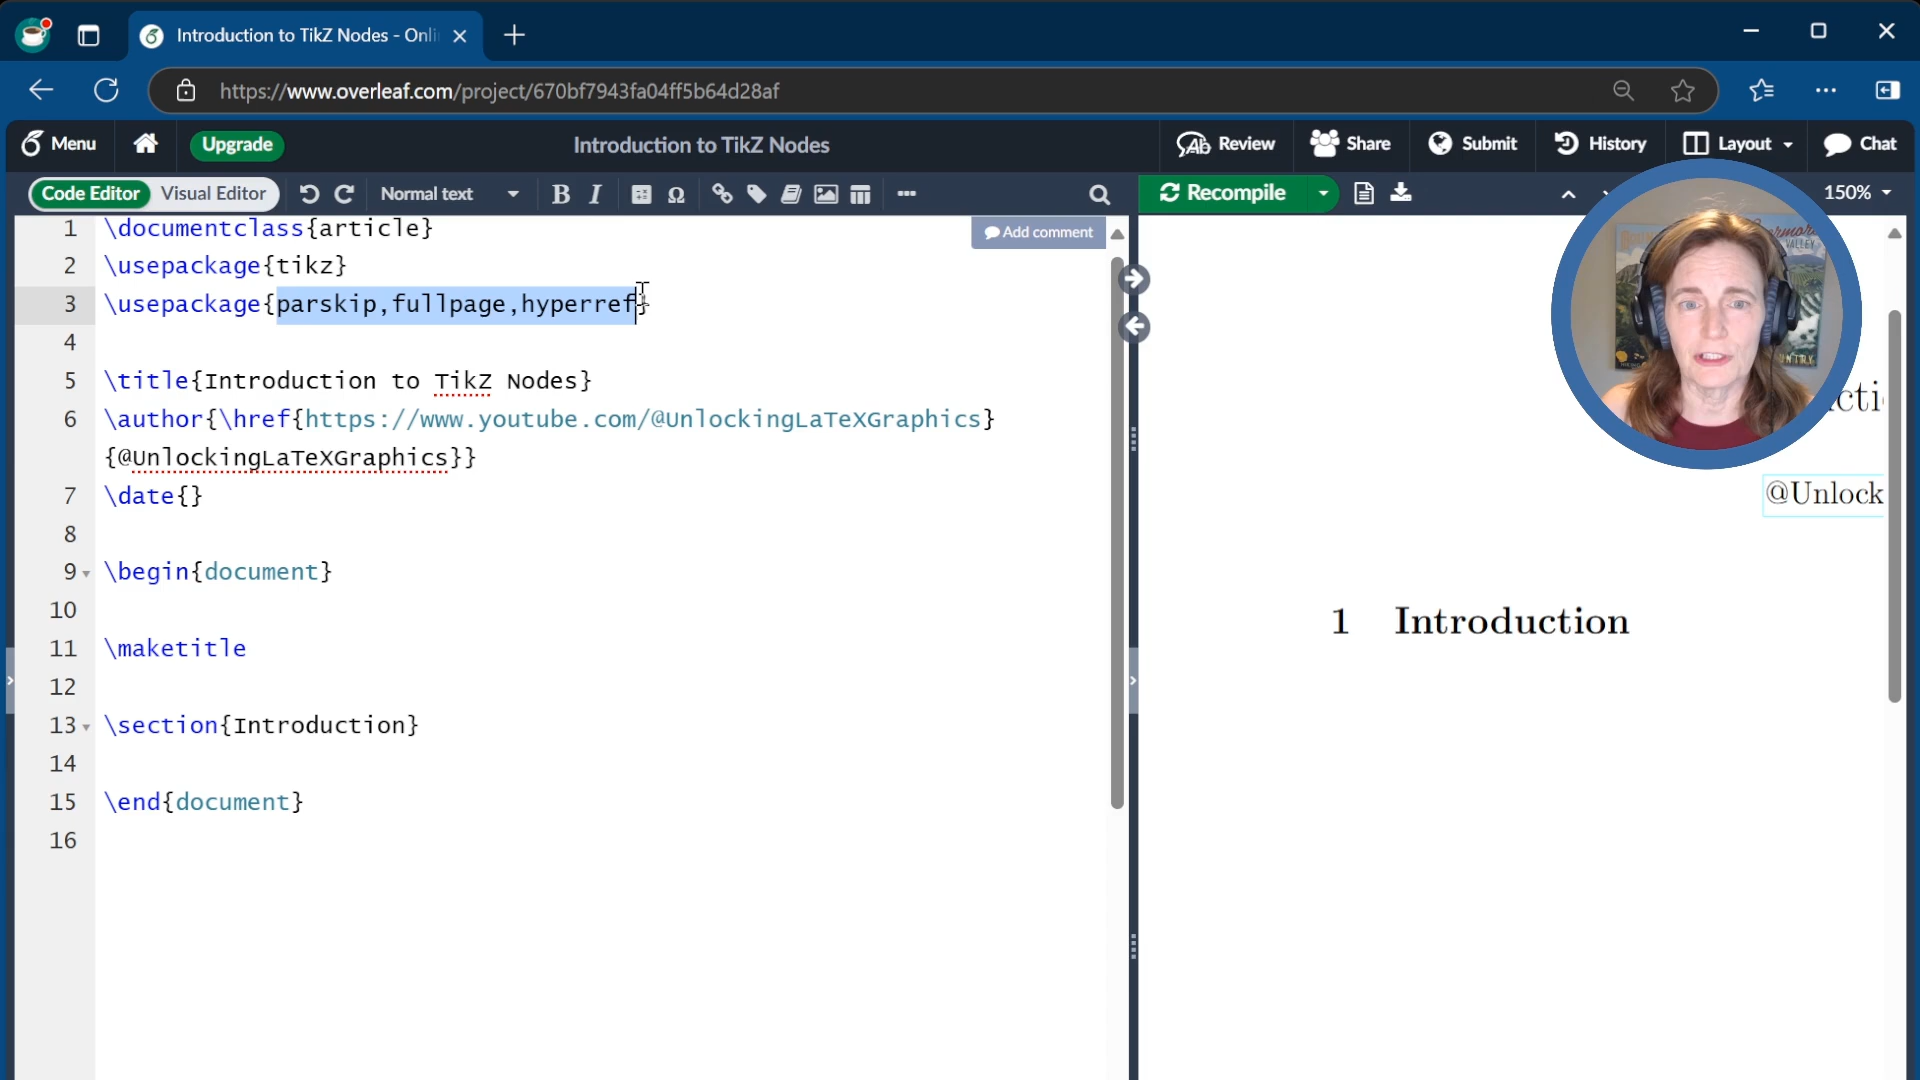 Introduction to TikZ Nodes - Onli
https://www.overleaf.com/project/670bf7943fa04ff5b64d28af
Menu
Upgrade
Introduction to TikZ Nodes
Review
Share
Submit
History
Layout
Chat
Code Editor
Visual Editor
Normal text
B
I
Ω
Recompile
150%
Add comment
1 \documentclass{article}
2 \usepackage{tikz}
3 \usepackage{parskip,fullpage,hyperref}
4
5 \title{Introduction to TikZ Nodes}
6 \author{\href{https://www.youtube.com/@UnlockingLaTeXGraphics}
{@UnlockingLaTeXGraphics}}
7 \date{}
8
9 \begin{document}
10
11 \maketitle
12
13 \section{Introduction}
14
15 \end{document}
16
@Unlock
1 Introduction